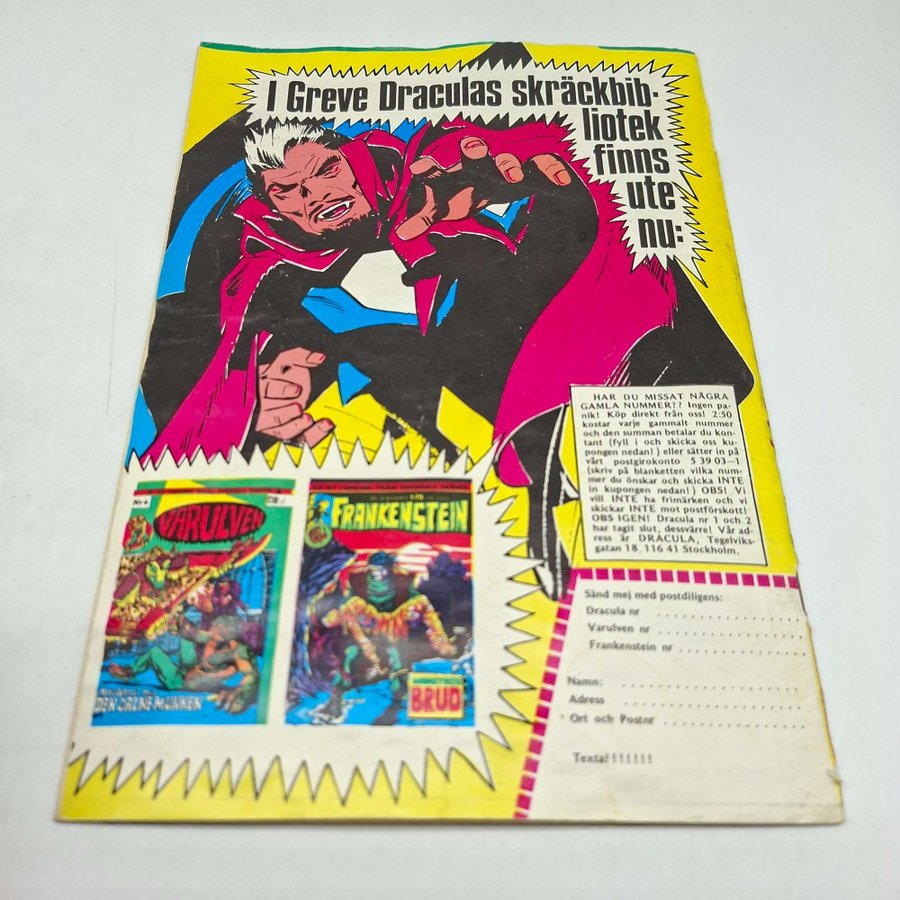 I Greve Draculas skräckbib-
liotek
finns
ute
nu:
HAR DU MISSAT NÅGRA
GAMLA NUMMER?? Ingen pa-
nik! Köp direkt från oss! 2:50
kostar varje gammalt nummer
och den summan betalar du kon-
tant (fyll i och skicka oss ku-
pongen nedan!) eller sätter in på
vårt postgirokonto 5 39 03-1
(skriv på blanketten vilka num-
mer du önskar och skicka INTE
in kupongen nedan!) OBS! Vi
vill INTE ha frimärken och vi
skickar INTE mot postförskott!
OBS IGEN! Dracula nr 1 och 2
har tagit slut, dessvärre! Vår ad-
ress är DRACULA, Tegelviks-
gatan 18, 116 41 Stockholm.
Nr 6
VARULVEN
DEN GALNE MUNKEN
FRANKENSTEIN
BRUD
Sänd mej med postdiligens:
Dracula nr
Varulven nr
Frankenstein nr
Namn:
Adress
Ort och Postnr
Texta!!!!!!!